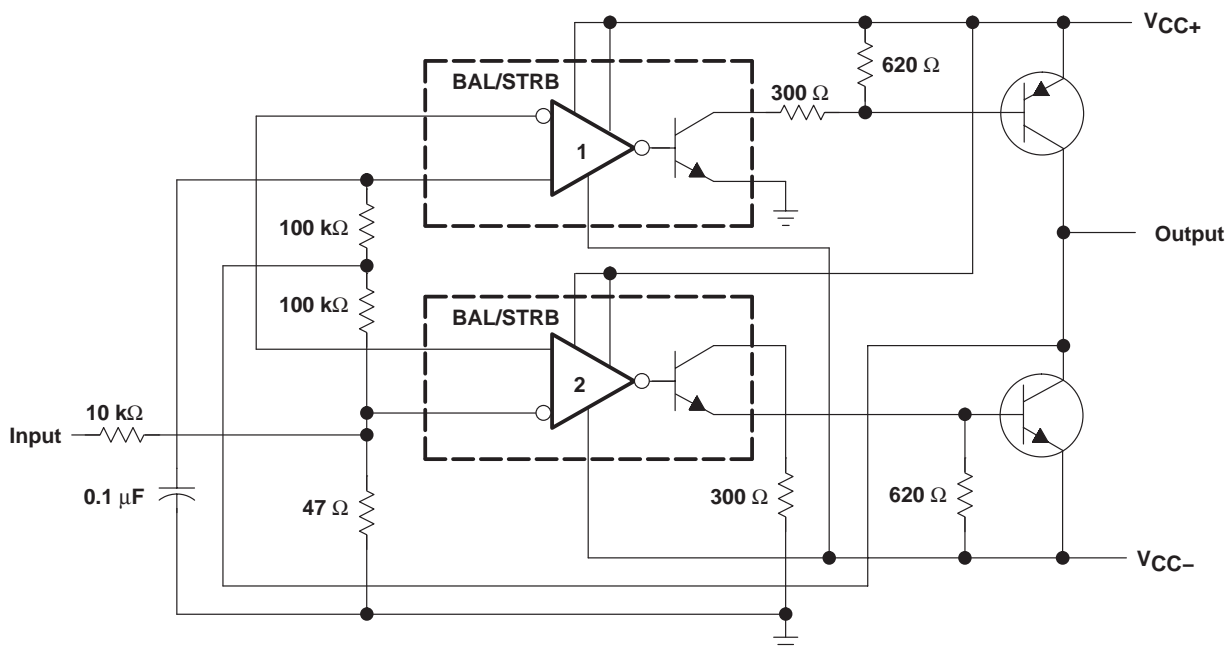 VCC+
BAL/STRB
620 Ω
300 Ω
1
100 kΩ
Output
100 kΩ
BAL/STRB
2
10 kΩ
Input
0.1 μF
47 Ω
300 Ω
620 Ω
VCC−